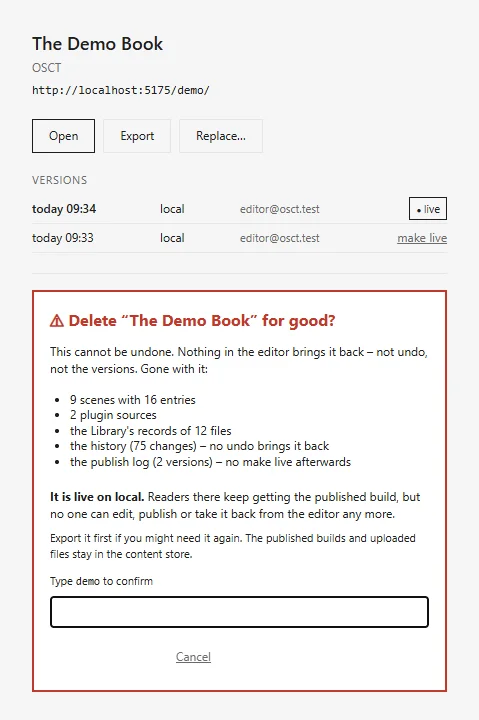 The Demo Book
OSCT
http://localhost:5175/demo/
Open Export Replace...
VERSIONS
today 09:34 local editor@osct.test • live
today 09:33 local editor@osct.test make live
⚠ Delete “The Demo Book” for good?
This cannot be undone. Nothing in the editor brings it back – not undo,
not the versions. Gone with it:
• 9 scenes with 16 entries
• 2 plugin sources
• the Library's records of 12 files
• the history (75 changes) – no undo brings it back
• the publish log (2 versions) – no make live afterwards
It is live on local. Readers there keep getting the published build, but
no one can edit, publish or take it back from the editor any more.
Export it first if you might need it again. The published builds and uploaded
files stay in the content store.
Type demo to confirm
Cancel